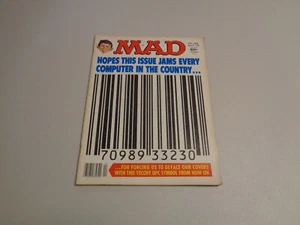 MAD
HOPES THIS ISSUE JAMS EVERY
COMPUTER IN THE COUNTRY...
70989 33230
...FOR FORCING US TO DEFACE OUR COVERS
WITH THIS YECCHY UPC SYMBOL FROM NOW ON